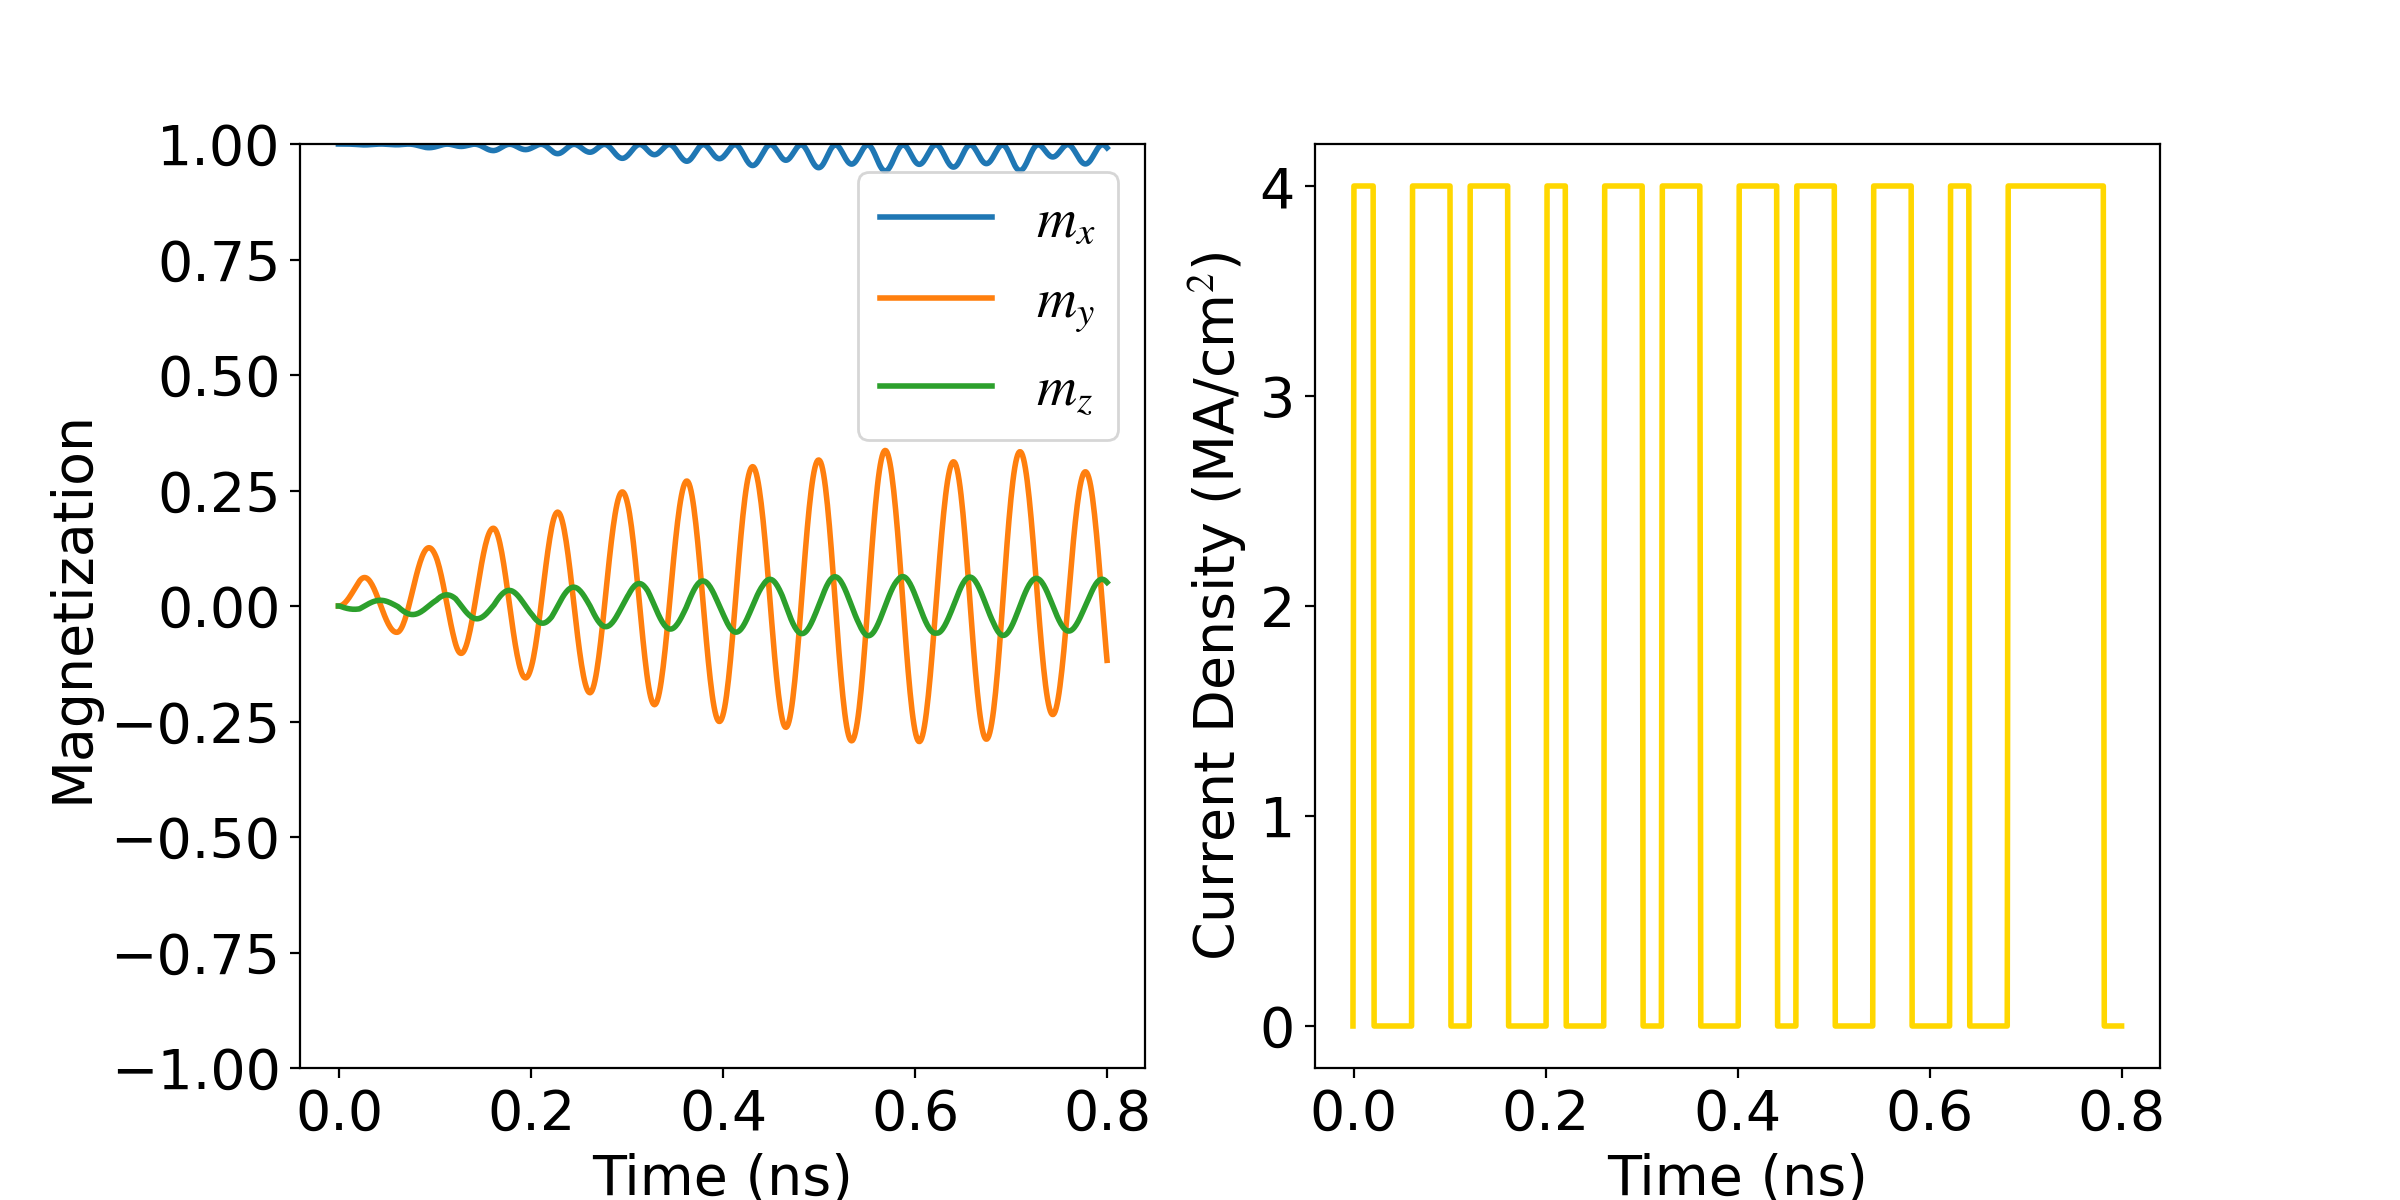 Magnetization
1.00
0.75
0.50
0.25
0.00
−0.25
−0.50
−0.75
−1.00
0.0 0.2 0.4 0.6 0.8
Time (ns)
m_x
m_y
m_z
Current Density (MA/cm²)
4
3
2
1
0
0.0 0.2 0.4 0.6 0.8
Time (ns)